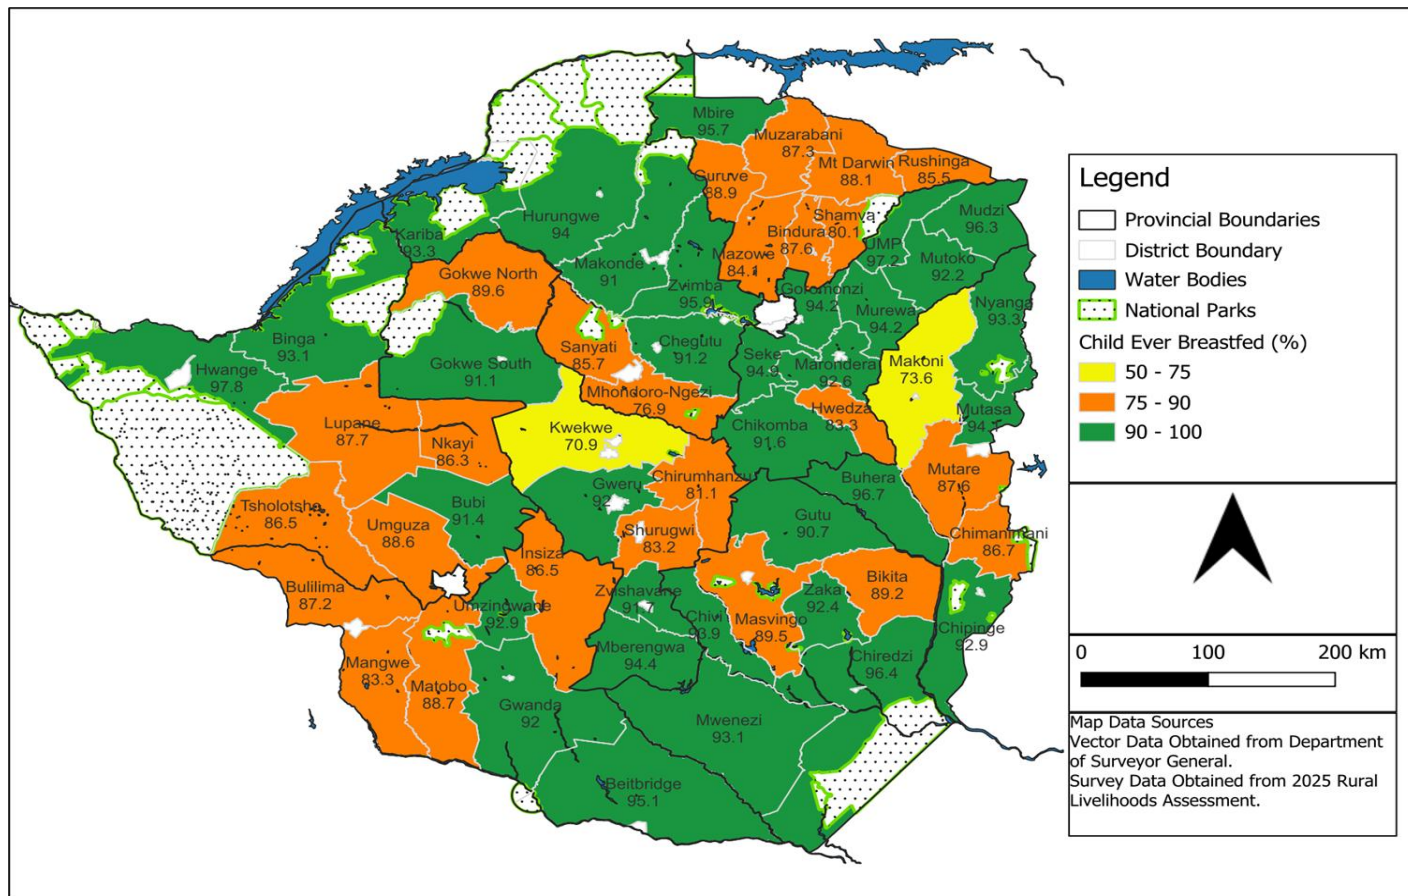 Mbire
95.7
Muzarabani
87.3
Mt Darwin
88.1
Rushinga
85.5
Guruve
88.9
Shamva
80.1
Bindura
87.6
Mazowe
84.1
Mudzi
96.3
UMP
97.2
Mutoko
92.2
Hurungwe
94
Kariba
93.3
Makonde
91
Gokwe North
89.6
Zvimba
95.9
Goromonzi
94.2
Murewa
94.2
Nyanga
93.3
Binga
93.1
Hwange
97.8
Gokwe South
91.1
Sanyati
85.7
Chegutu
91.2
Seke
94.9
Marondera
92.6
Makoni
73.6
Mhondoro-Ngezi
76.9
Hwedza
83.3
Mutasa
Lupane
87.7
Nkayi
86.3
Kwekwe
70.9
Chikomba
91.6
Mutare
87.6
Buhera
96.7
Chirumhanzu
81.1
Gweru
Bubi
91.4
Tsholotsho
86.5
Umguza
88.6
Gutu
90.7
Shurugwi
83.2
Insiza
86.5
Chimanimani
86.7
Bulilima
87.2
Bikita
89.2
Zaka
92.4
Zvishavane
91.7
Chivi
93.9
Masvingo
89.5
Umzingwane
92.9
Chipinge
92.9
Mberengwa
94.4
Chiredzi
96.4
Mangwe
83.3
Matobo
88.7
Gwanda
92
Mwenezi
93.1
Beitbridge
95.1
Legend
Provincial Boundaries
District Boundary
Water Bodies
National Parks
Child Ever Breastfed (%)
50 - 75
75 - 90
90 - 100
0 100 200 km
Map Data Sources
Vector Data Obtained from Department
of Surveyor General.
Survey Data Obtained from 2025 Rural
Livelihoods Assessment.